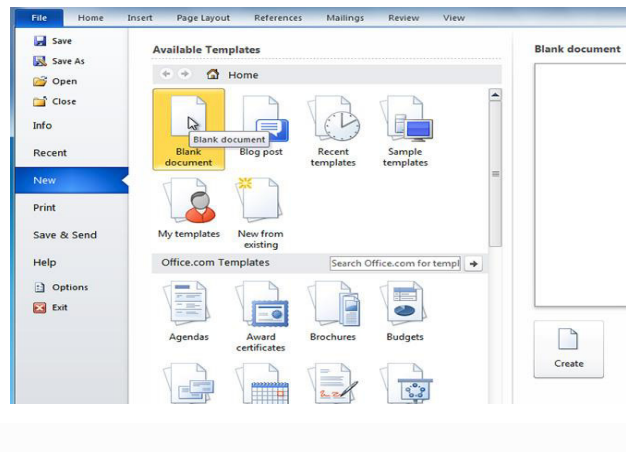 File Home Insert Page Layout References Mailings Review View
Save
Save As
Open
Close
Info
Recent
New
Print
Save & Send
Help
Options
Exit
Available Templates
Home
Blank document
Blank
document
Blog post
Recent
templates
Sample
templates
My templates
New from
existing
Office.com Templates
Search Office.com for templ
Agendas
Award
certificates
Brochures
Budgets
Blank document
Create